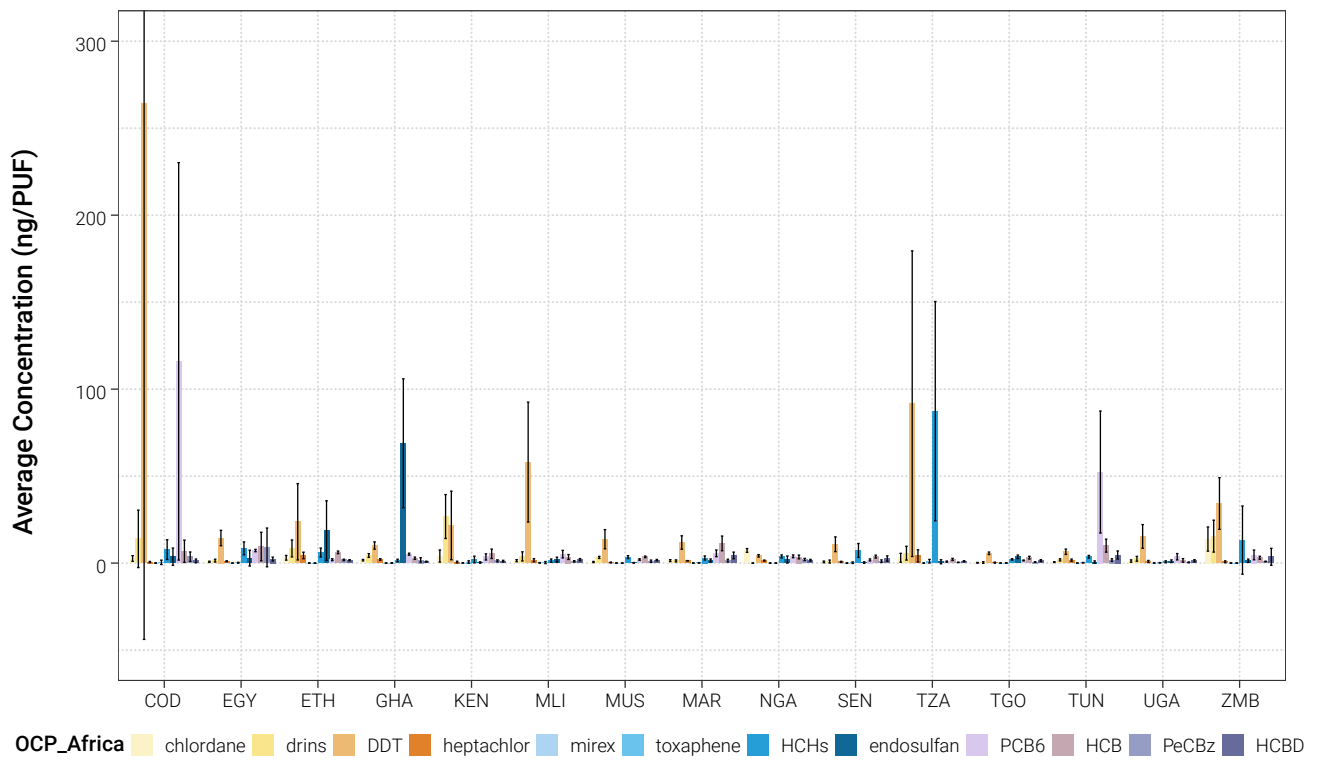 Average Concentration (ng/PUF)
300
200
100
0
COD EGY ETH GHA KEN MLI MUS MAR NGA SEN TZA TGO TUN UGA ZMB
OCP_Africa chlordane drins DDT heptachlor mirex toxaphene HCHs endosulfan PCB6 HCB PeCBz HCBD